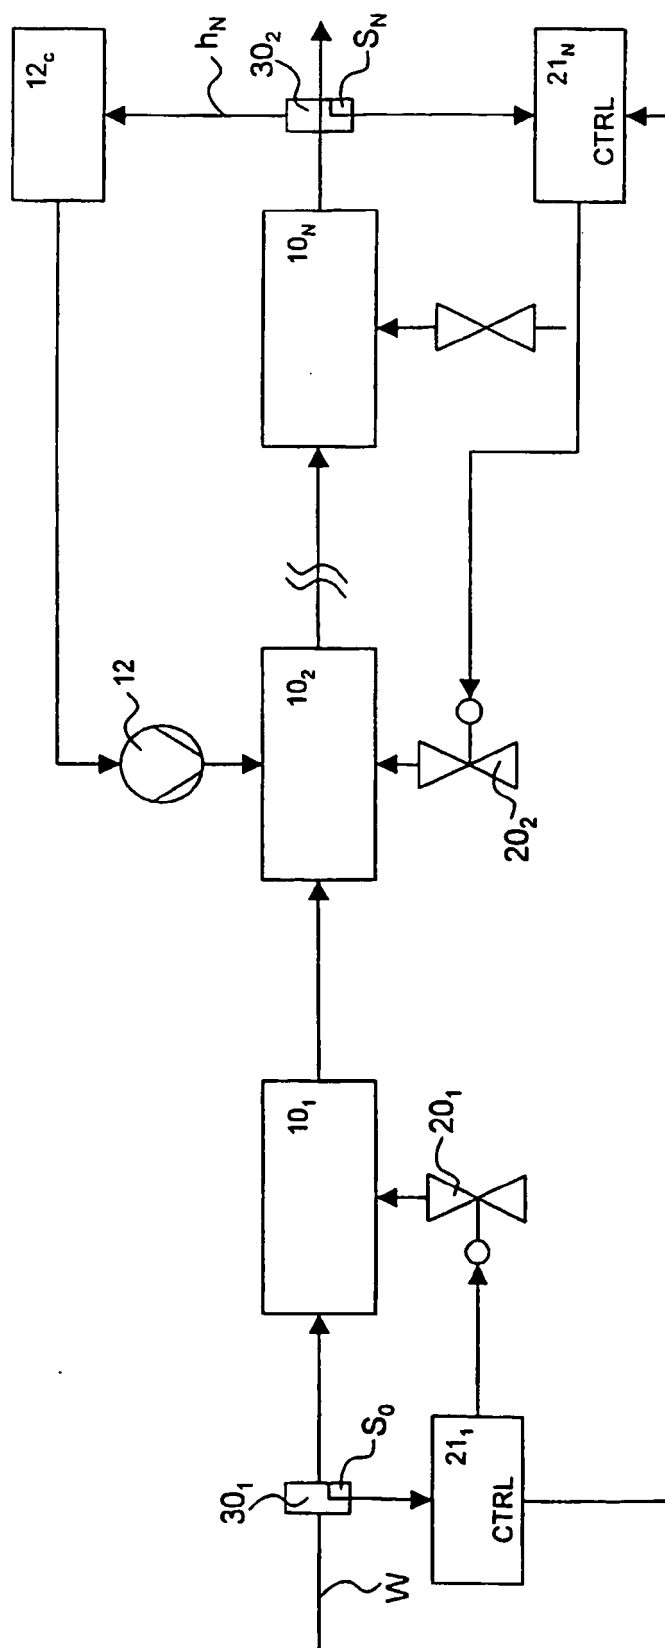 12c
hN
30₂
SN
21N
CTRL
10N
12
10₂
20₂
10₁
20₁
30₁
S₀
21₁
CTRL
W